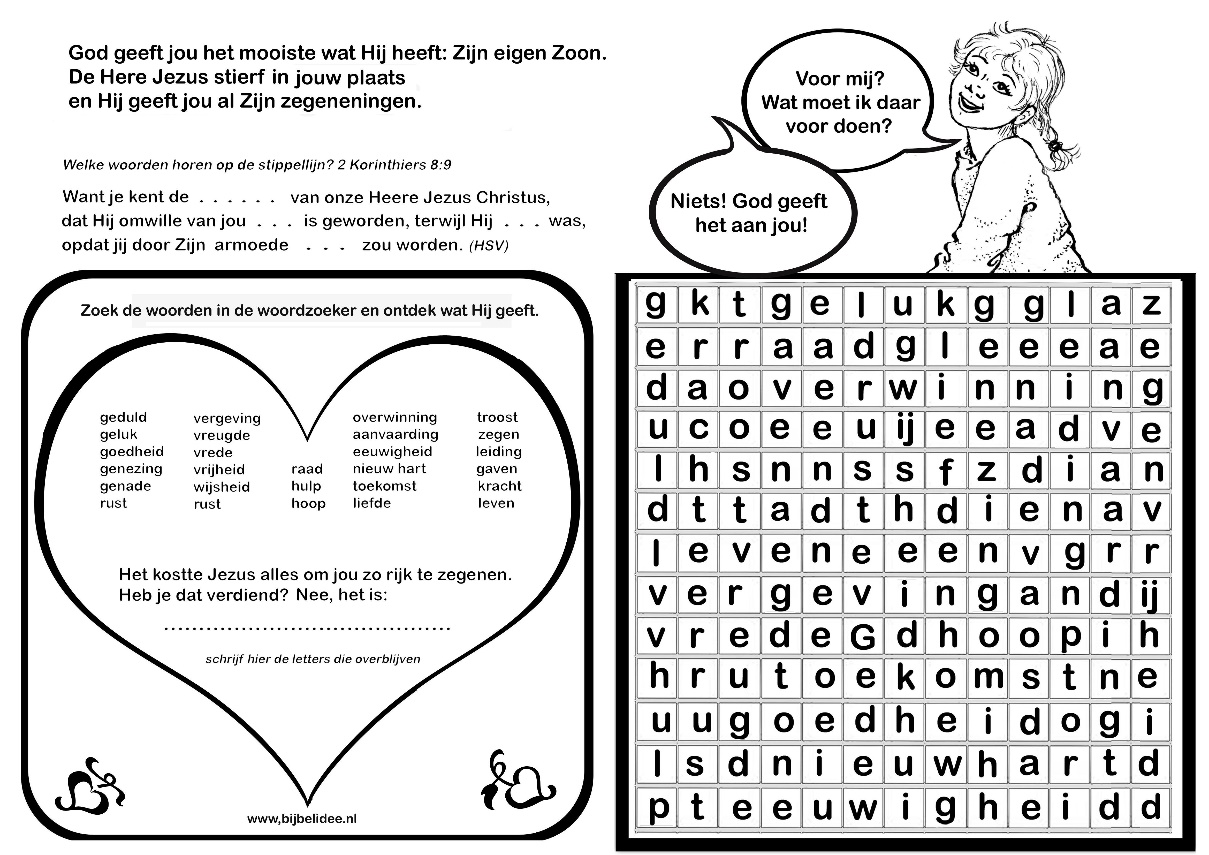 God geeft jou het mooiste wat Hij heeft: Zijn eigen Zoon.
De Here Jezus stierf in jouw plaats
en Hij geeft jou al Zijn zegeneningen.
Welke woorden horen op de stippellijn? 2 Korinthiers 8:9
Want je kent de . . . . . . van onze Heere Jezus Christus,
dat Hij omwille van jou . . . is geworden, terwijl Hij . . . was,
opdat jij door Zijn armoede . . . zou worden. (HSV)
Voor mij?
Wat moet ik daar
voor doen?
Niets! God geeft
het aan jou!
Zoek de woorden in de woordzoeker en ontdek wat Hij geeft.
geduld vergeving overwinning troost
geluk vreugde aanvaarding zegen
goedheid vrede eeuwigheid leiding
genezing vrijheid raad nieuw hart gaven
genade wijsheid hulp toekomst kracht
rust rust hoop liefde leven
Het kostte Jezus alles om jou zo rijk te zegenen.
Heb je dat verdiend? Nee, het is:
.........................................
schrijf hier de letters die overblijven
www,bijbelidee.nl
g k t g e l u k g g l a z
e r r a a d g l e e e a e
d a o v e r w i n n i n g
u c o e e u ij e e a d v e
l h s n n s s f z d i a n
d t t a d t h d i e n a v
l e v e n e e e n v g r r
v e r g e v i n g a n d ij
v r e d e G d h o o p i h
h r u t o e k o m s t n e
u u g o e d h e i d o g i
l s d n i e u w h a r t d
p t e e u w i g h e i d d